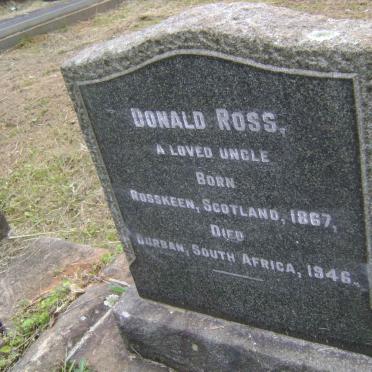 Donald Ross,
A loved uncle
Born
Rosskeen, Scotland, 1867,
Died
Durban, South Africa, 1946.